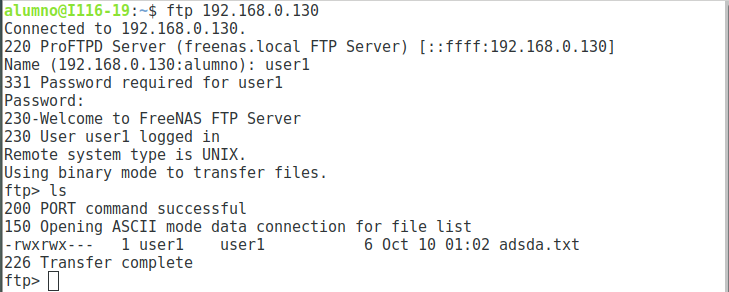 alumno@I116-19:~$ ftp 192.168.0.130
Connected to 192.168.0.130.
220 ProFTPD Server (freenas.local FTP Server) [::ffff:192.168.0.130]
Name (192.168.0.130:alumno): user1
331 Password required for user1
Password:
230-Welcome to FreeNAS FTP Server
230 User user1 logged in
Remote system type is UNIX.
Using binary mode to transfer files.
ftp> ls
200 PORT command successful
150 Opening ASCII mode data connection for file list
-rwxrwx---   1 user1    user1           6 Oct 10 01:02 adsda.txt
226 Transfer complete
ftp>